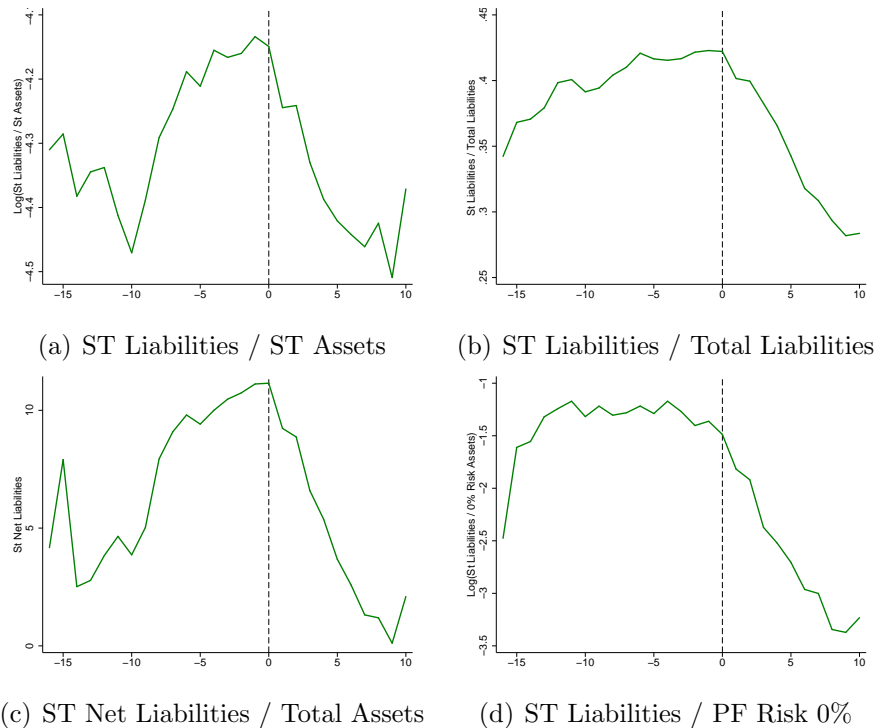 -4.2
-4.3
-4.4
-4.5
Log(St Liabilities / St Assets)
-15 -10 -5 0 5 10
(a) ST Liabilities / ST Assets
.45
.4
.35
.3
.25
St Liabilities / Total Liabilities
-15 -10 -5 0 5 10
(b) ST Liabilities / Total Liabilities
10
5
0
St Net Liabilities
-15 -10 -5 0 5 10
(c) ST Net Liabilities / Total Assets
-1
-1.5
-2
-2.5
-3
-3.5
Log(St Liabilities / 0% Risk Assets)
-15 -10 -5 0 5 10
(d) ST Liabilities / PF Risk 0%